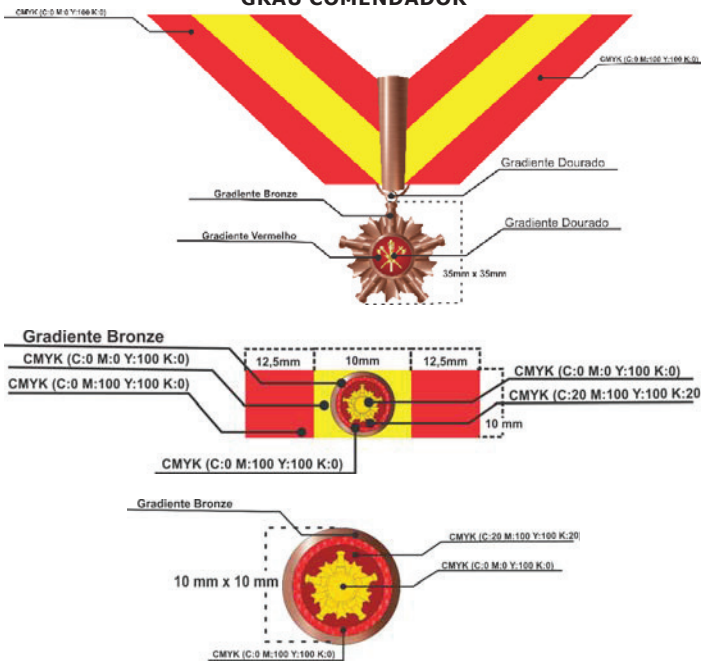 GRAU COMENDADOR
CMYK (C:0 M:0 Y:100 K:0)
CMYK (C:0 M:100 Y:100 K:0)
Gradiente Dourado
Gradiente Bronze
Gradiente Dourado
Gradiente Vermelho
35mm x 35mm
Gradiente Bronze
12,5mm
10mm
12,5mm
CMYK (C:0 M:0 Y:100 K:0)
CMYK (C:0 M:0 Y:100 K:0)
CMYK (C:0 M:100 Y:100 K:0)
CMYK (C:20 M:100 Y:100 K:20
10 mm
CMYK (C:0 M:100 Y:100 K:0)
Gradiente Bronze
CMYK (C:20 M:100 Y:100 K:20)
CMYK (C:0 M:0 Y:100 K:0)
10 mm x 10 mm
CMYK (C:0 M:100 Y:100 K:0)